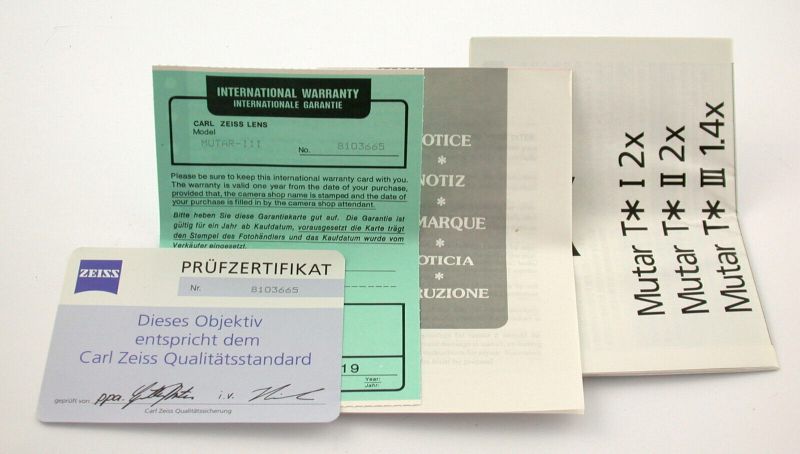 INTERNATIONAL WARRANTY
INTERNATIONALE GARANTIE
CARL ZEISS LENS
Model
MUTAR-III
No. 8103665
Please be sure to keep this international warranty card with you.
The warranty is valid one year from the date of your purchase,
provided that, the camera shop name is stamped and the date of
your purchase is filled in by the camera shop attendant.
Bitte heben Sie diese Garantiekarte gut auf. Die Garantie ist
gültig für ein Jahr ab Kaufdatum, vorausgesetzt die Karte trägt
den Stempel des Fotohändlers und das Kaufdatum wurde vom
Verkäufer eingesetzt.
19
Year:
Jahr:
ZEISS
PRÜFZERTIFIKAT
Nr. 8103665
Dieses Objektiv
entspricht dem
Carl Zeiss Qualitätsstandard
geprüft von: ppa. i.v.
Carl Zeiss Qualitätssicherung
NOTICE
*
NOTIZ
*
MARQUE
*
OTICIA
*
RUZIONE
Mutar T* I 2x
Mutar T* II 2x
Mutar T* III 1.4x